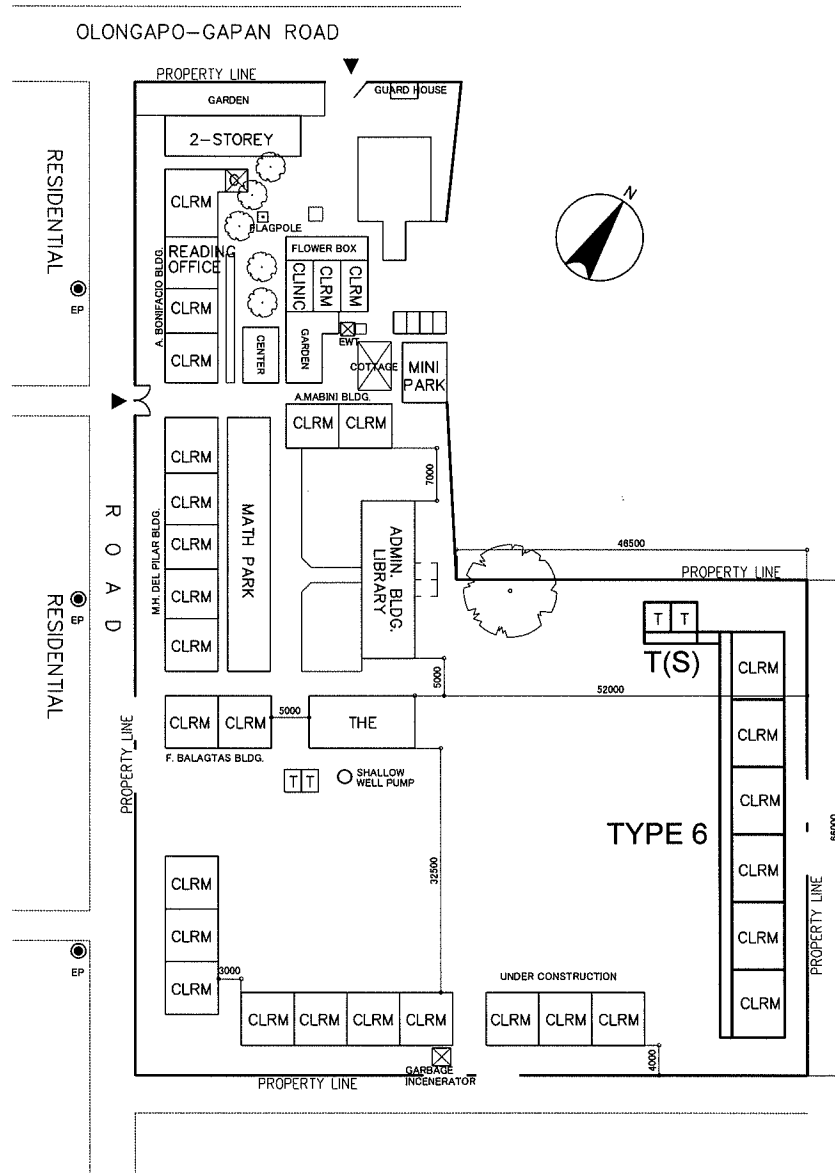 OLONGAPO-GAPAN ROAD
PROPERTY LINE
GARDEN
GUARD HOUSE
2-STOREY
N
RESIDENTIAL
EP
A. BONIFACIO BLDG.
CLRM
READING
OFFICE
CLRM
CLRM
FLAGPOLE
FLOWER BOX
CLINIC
CLRM
CLRM
CENTER
GARDEN
EWT
COTTAGE
MINI
PARK
A.MABINI BLDG.
CLRM
CLRM
7000
ROAD
M.H. DEL PILAR BLDG.
CLRM
CLRM
CLRM
CLRM
CLRM
MATH PARK
ADMIN. BLDG.
LIBRARY
46500
PROPERTY LINE
RESIDENTIAL
EP
T
T
T(S)
5000
52000
CLRM
CLRM
CLRM
CLRM
CLRM
CLRM
TYPE 6
CLRM
CLRM
5000
THE
F. BALAGTAS BLDG.
PROPERTY LINE
T
T
SHALLOW
WELL PUMP
32500
66000
PROPERTY LINE
CLRM
CLRM
CLRM
EP
3000
UNDER CONSTRUCTION
CLRM
CLRM
CLRM
CLRM
CLRM
CLRM
CLRM
4000
GARBAGE
INCENERATOR
PROPERTY LINE